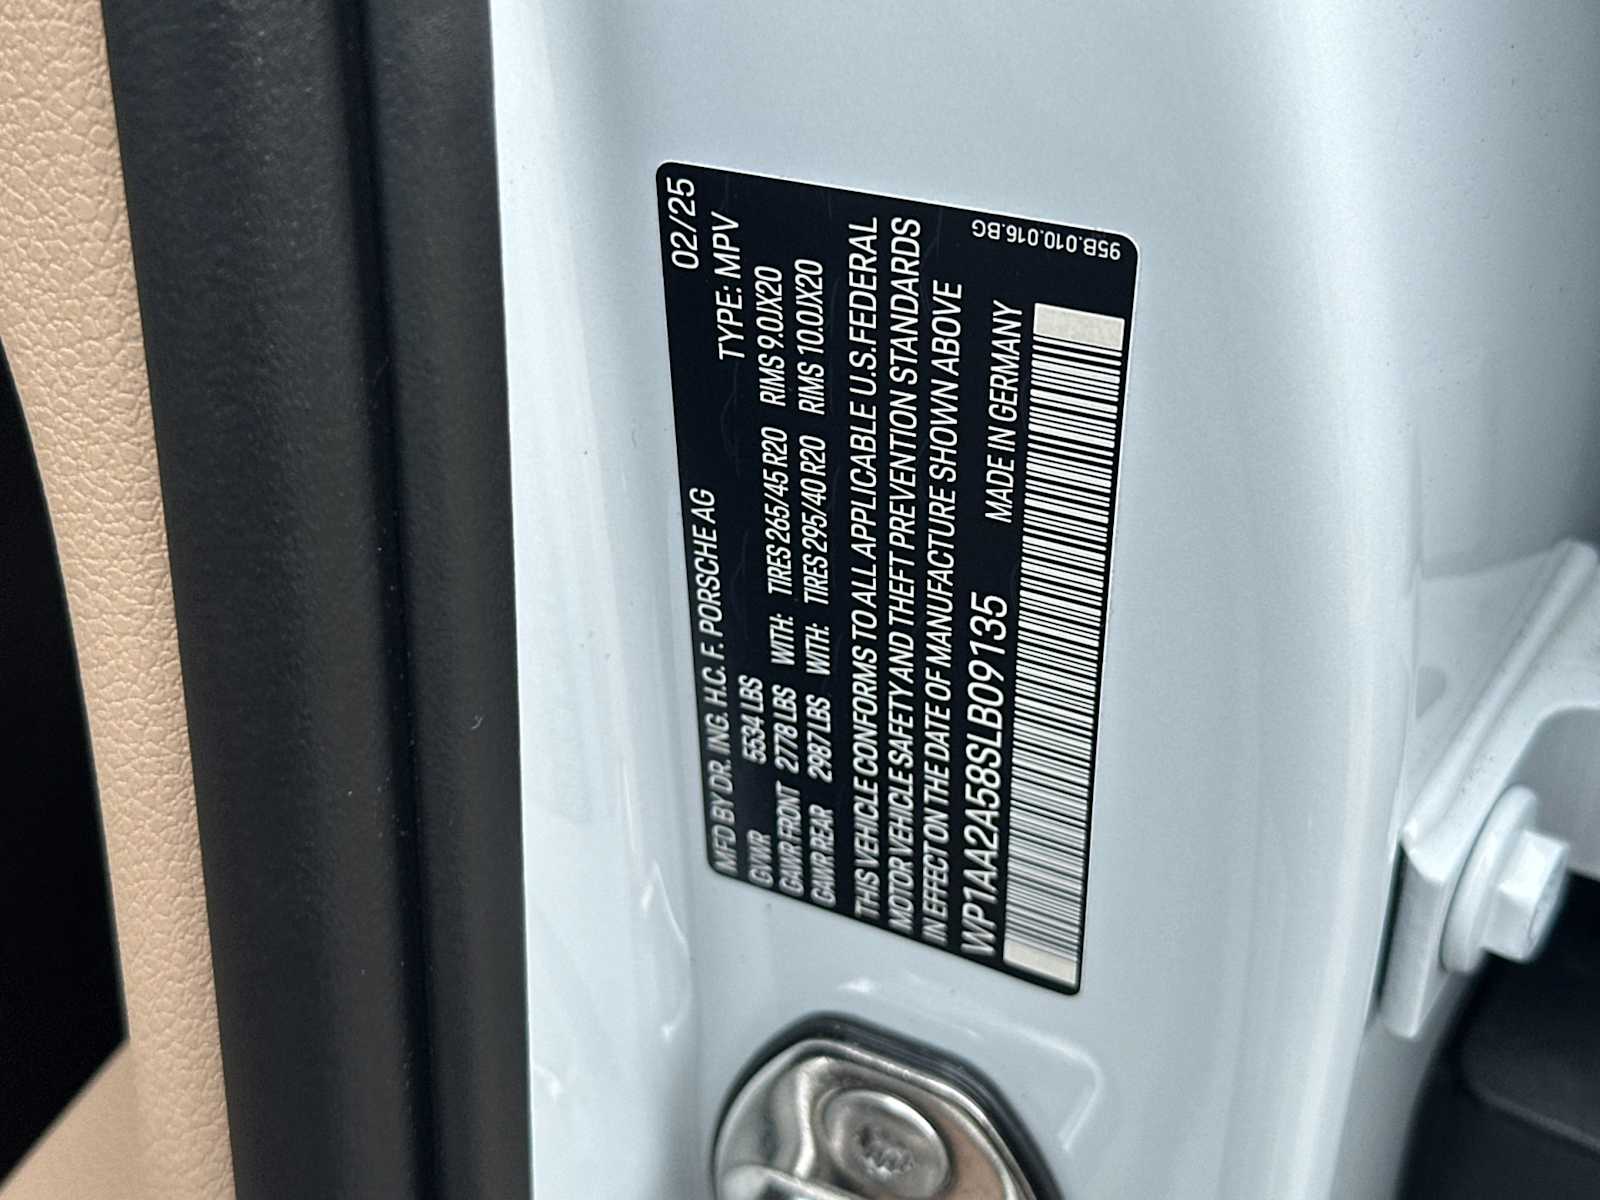 02/25
MFD BY DR. ING. H.C. F. PORSCHE AG TYPE: MPV
GVWR 5534 LBS
GAWR FRONT 2778 LBS WITH: TIRES 265/45 R20 RIMS 9.0JX20
GAWR REAR 2987 LBS WITH: TIRES 295/40 R20 RIMS 10.0JX20
THIS VEHICLE CONFORMS TO ALL APPLICABLE U.S. FEDERAL
MOTOR VEHICLE SAFETY AND THEFT PREVENTION STANDARDS
IN EFFECT ON THE DATE OF MANUFACTURE SHOWN ABOVE
WP1AA2A58SLB09135 MADE IN GERMANY
95B.010.016.BG